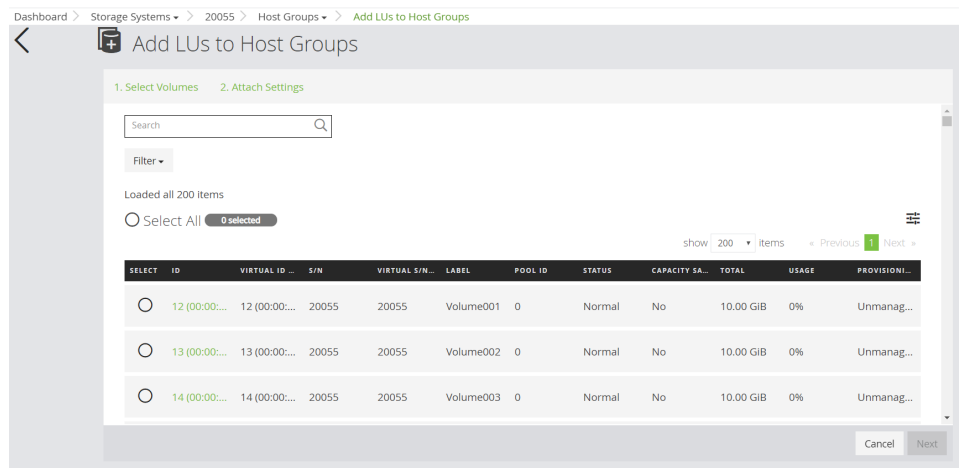 Dashboard > Storage Systems ▾ > 20055 > Host Groups ▾ > Add LUs to Host Groups
Add LUs to Host Groups
1. Select Volumes 2. Attach Settings
Search
Filter ▾
Loaded all 200 items
Select All 0 selected
show 200 ▾ items « Previous 1 Next »
SELECT ID VIRTUAL ID ... S/N VIRTUAL S/N... LABEL POOL ID STATUS CAPACITY SA... TOTAL USAGE PROVISIONI...
12 (00:00:... 12 (00:00:... 20055 20055 Volume001 0 Normal No 10.00 GiB 0% Unmanag...
13 (00:00:... 13 (00:00:... 20055 20055 Volume002 0 Normal No 10.00 GiB 0% Unmanag...
14 (00:00:... 14 (00:00:... 20055 20055 Volume003 0 Normal No 10.00 GiB 0% Unmanag...
Cancel Next